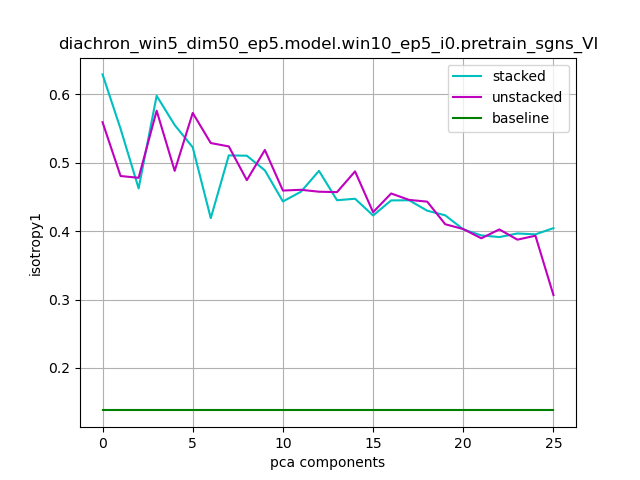 diachron_win5_dim50_ep5.model.win10_ep5_i0.pretrain_sgns_VI
stacked
unstacked
baseline
0.6
0.5
0.4
0.3
0.2
isotropy1
0 5 10 15 20 25
pca components